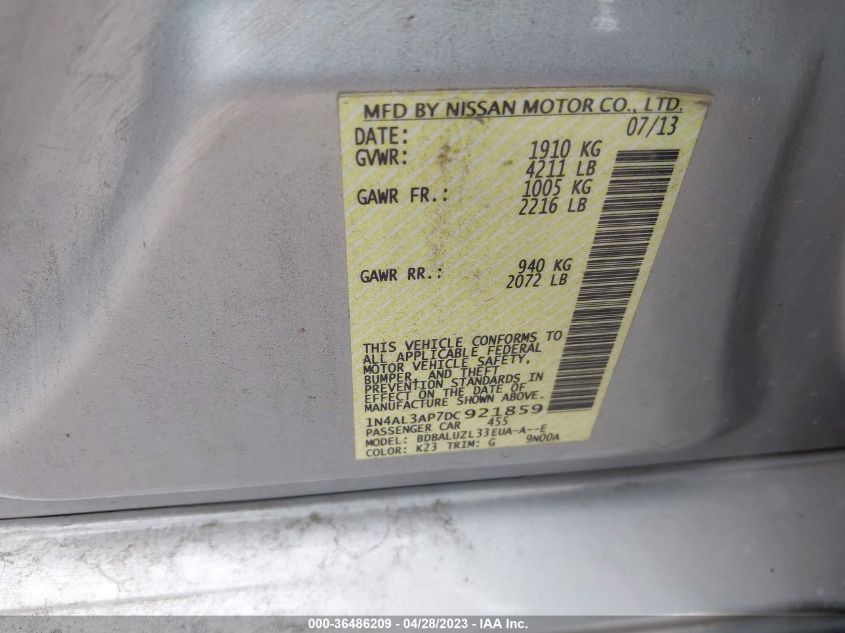 MFD BY NISSAN MOTOR CO., LTD.
DATE: 07/13
GVWR: 1910 KG
4211 LB
GAWR FR.: 1005 KG
2216 LB
GAWR RR.: 940 KG
2072 LB
THIS VEHICLE CONFORMS TO
ALL APPLICABLE FEDERAL
MOTOR VEHICLE SAFETY,
BUMPER, AND THEFT
PREVENTION STANDARDS IN
EFFECT ON THE DATE OF
MANUFACTURE SHOWN ABOVE.
1N4AL3AP7DC921859
PASSENGER CAR 455
MODEL: BDBALUZL33EUA-A--E
COLOR: K23 TRIM: G 9N00A
000-36486209 - 04/28/2023 - IAA Inc.